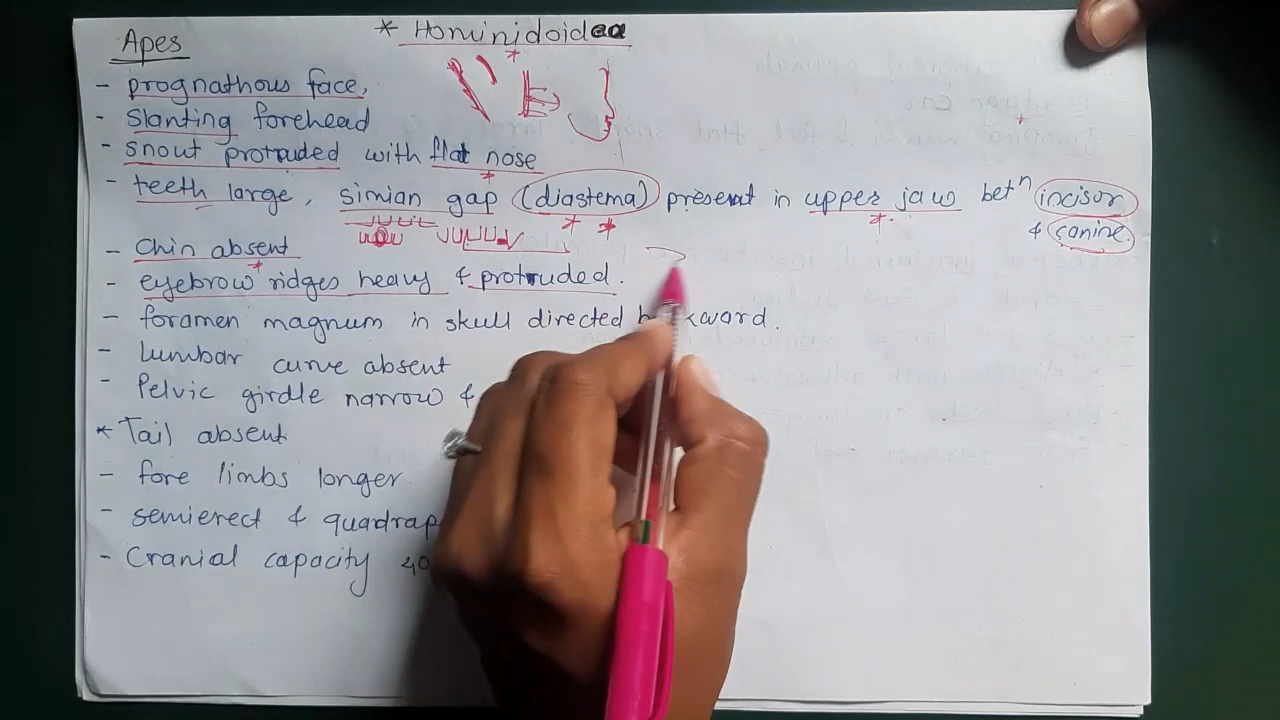 Apes
* Hominidoidea
- prognathous face,
- slanting forehead
- snout protruded with flat nose
- teeth large, simian gap (diastema) present in upper jaw betⁿ incisor
& canine.
- Chin absent
- eyebrow ridges heavy & protruded.
- foramen magnum in skull directed backward.
- Lumbar curve absent
- Pelvic girdle narrow &
* Tail absent
- fore limbs longer
- semierect & quadrap
- Cranial capacity 40